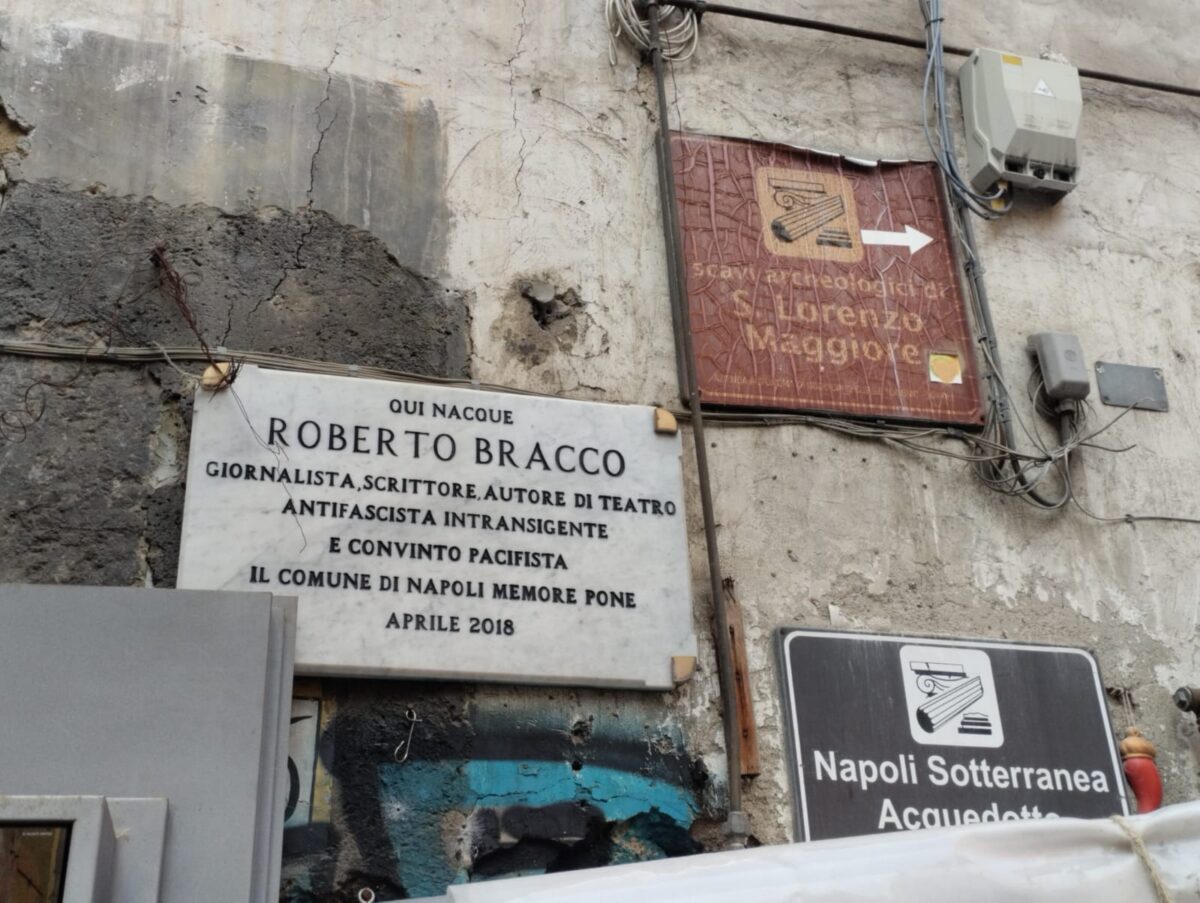 scavi archeologici di
S. Lorenzo
Maggiore
QUI NACQUE
ROBERTO BRACCO
GIORNALISTA, SCRITTORE, AUTORE DI TEATRO
ANTIFASCISTA INTRANSIGENTE
E CONVINTO PACIFISTA
IL COMUNE DI NAPOLI MEMORE PONE
APRILE 2018
Napoli Sotterranea
Acquedotto